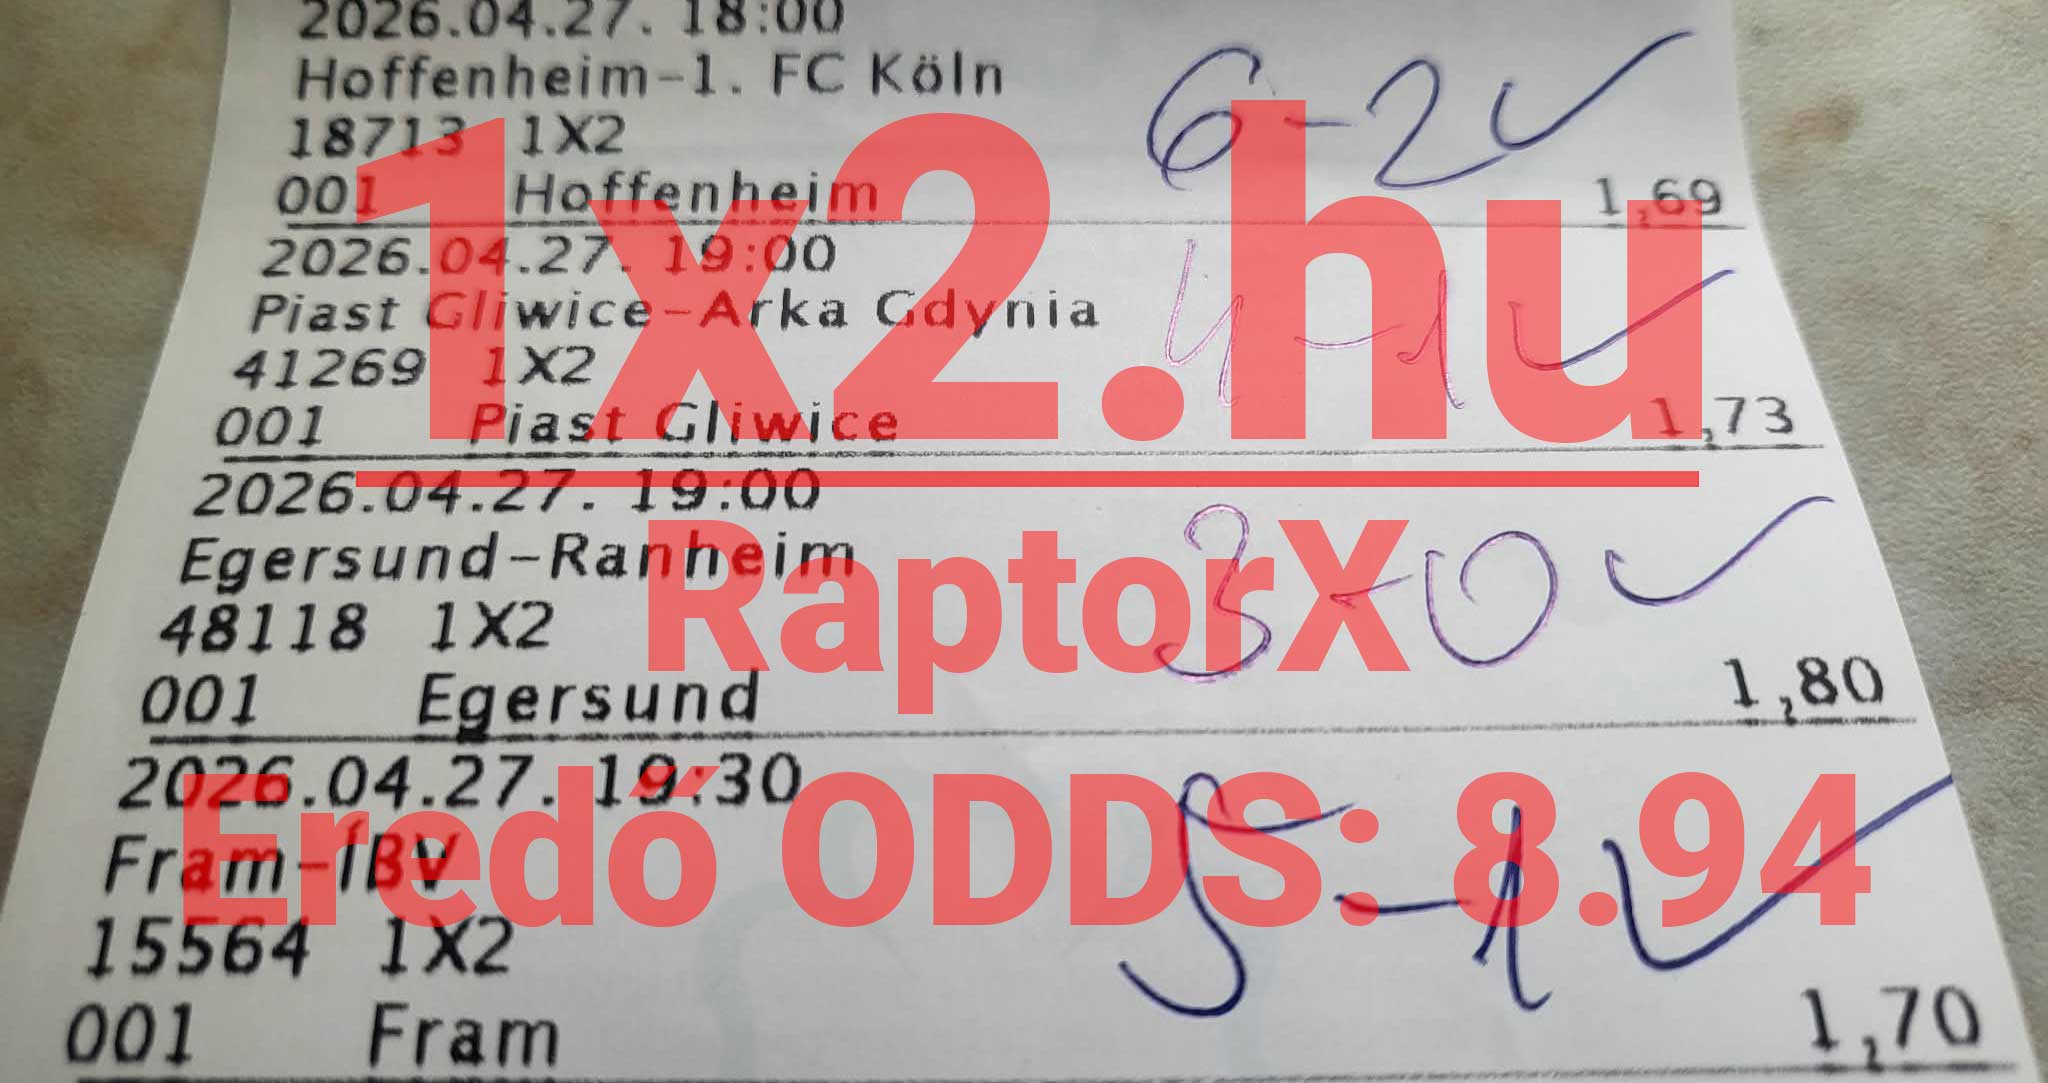 2026.04.27. 18:00
Hoffenheim-1. FC Köln
6-2
18713 1X2
001 Hoffenheim 1,69
2026.04.27. 19:00
Piast Gliwice-Arka Gdynia
4-1
41269 1X2
001 Piast Gliwice 1,73
2026.04.27. 19:00
Egersund-Ranheim
3-0
48118 1X2
001 Egersund 1,80
2026.04.27. 19:30
Fram-ÍBV
5-1
15564 1X2
001 Fram 1,70
1x2.hu
RaptorX
Eredő ODDS: 8.94